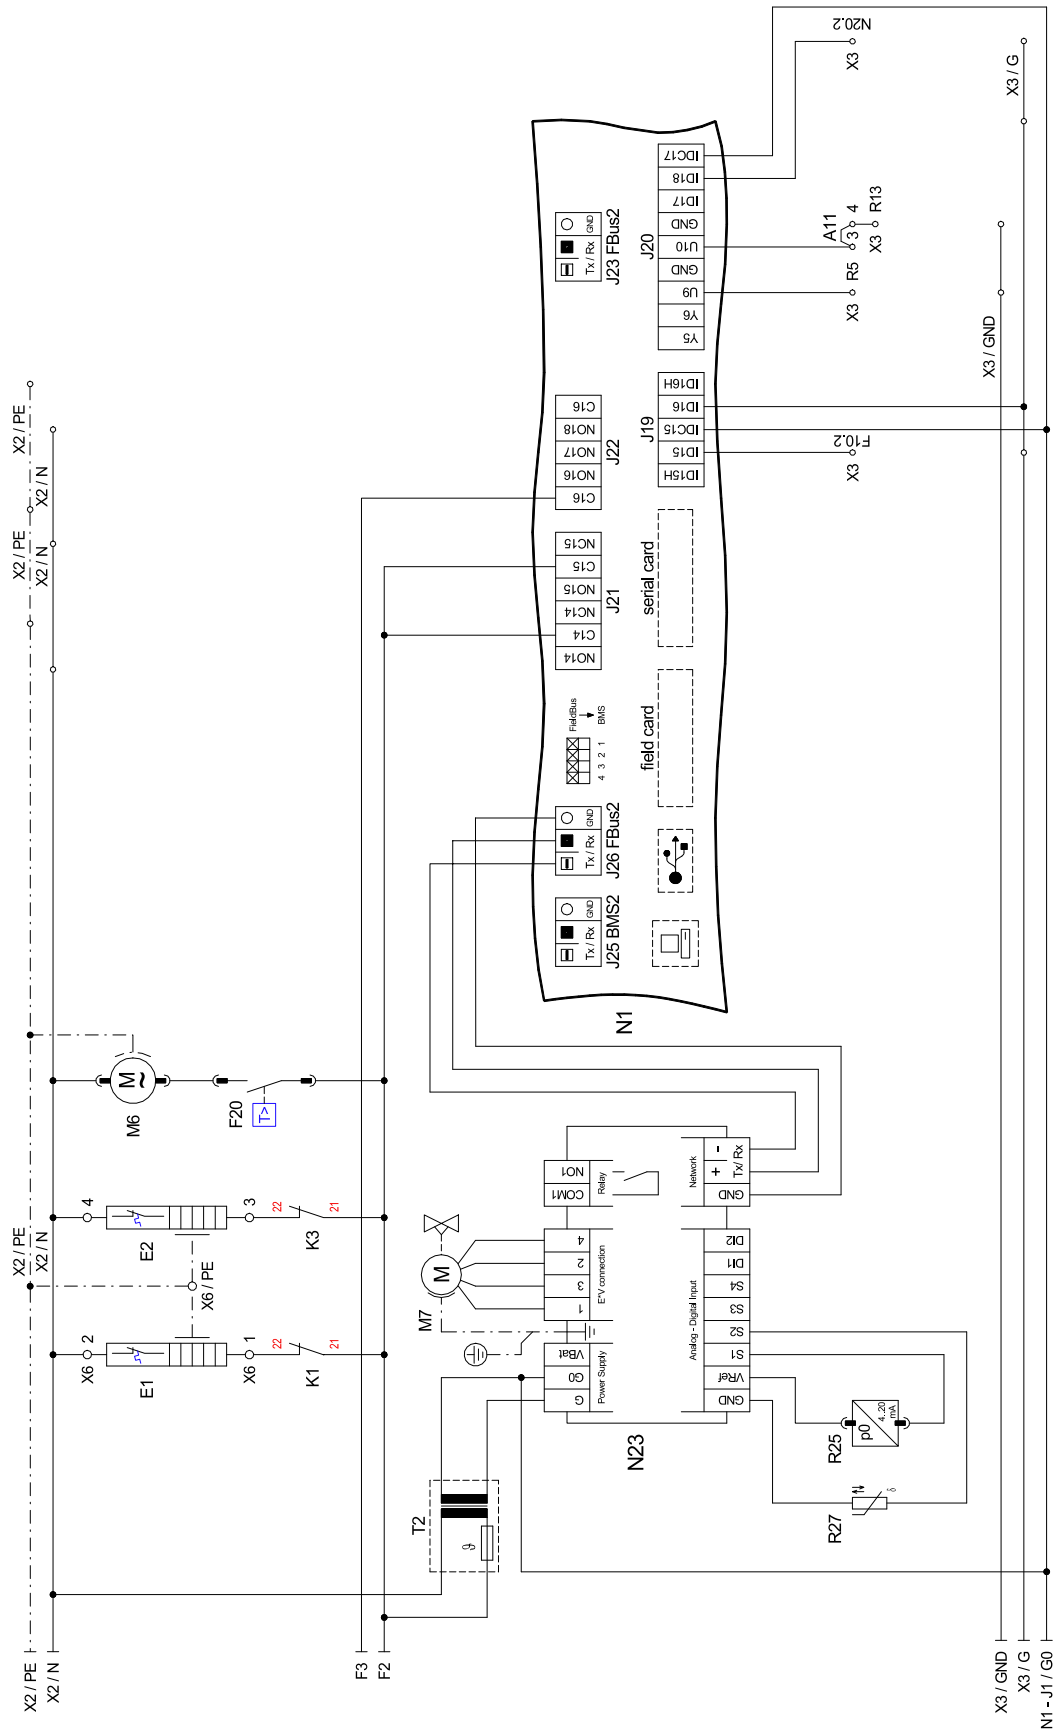 X2 / PE
X2 / N
X6
2
E1
X6
1
22
21
K1
X2 / PE
X2 / N
X6 / PE
4
E2
3
22
21
K3
M6
M
~
F20
T>
X2 / PE
X2 / N
X2 / PE
X2 / N
F3
F2
T2
ϑ
M7
M
N23
G
G0
VBat
Power Supply
1
3
2
4
E*V connection
COM1
NO1
Relay
GND
VRef
S1
S2
S3
S4
DI1
DI2
Analog - Digital Input
GND
+
-
Tx/ Rx
Network
R27
δ
R25
p0
4..20
mA
N1
Tx / Rx
GND
J25 BMS2
Tx / Rx
GND
J26 FBus2
4 3 2 1
FieldBus
BMS
NO14
C14
NC14
NO15
C15
NC15
J21
C16
NO16
NO17
NO18
C16
J22
Tx / Rx
GND
J23 FBus2
field card
serial card
ID15H
ID15
IDC15
ID16
ID16H
J19
Y5
Y6
U9
GND
U10
GND
ID17
ID18
IDC17
J20
X3
F10.2
X3
R5
A11
3
4
X3
R13
X3
N20.2
X3 / GND
X3 / G
X3 / GND
X3 / G
N1 - J1 / G0